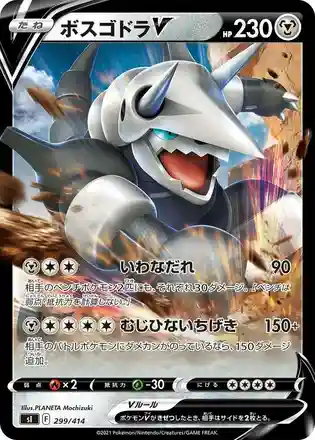 たね ボスゴドラV HP 230
いわなだれ 90
相手のベンチポケモン2匹にも、それぞれ30ダメージ。[ベンチは
弱点・抵抗力を計算しない。]
むじひないちげき 150+
相手のバトルポケモンにダメカンがのっているなら、150ダメージ
追加。
弱点 ×2 抵抗力 -30 にげる
Illus.PLANETA Mochizuki
Vルール
F 299/414 ポケモンVがきぜつしたとき、相手はサイドを2枚とる。
©2021 Pokémon/Nintendo/Creatures/GAME FREAK.